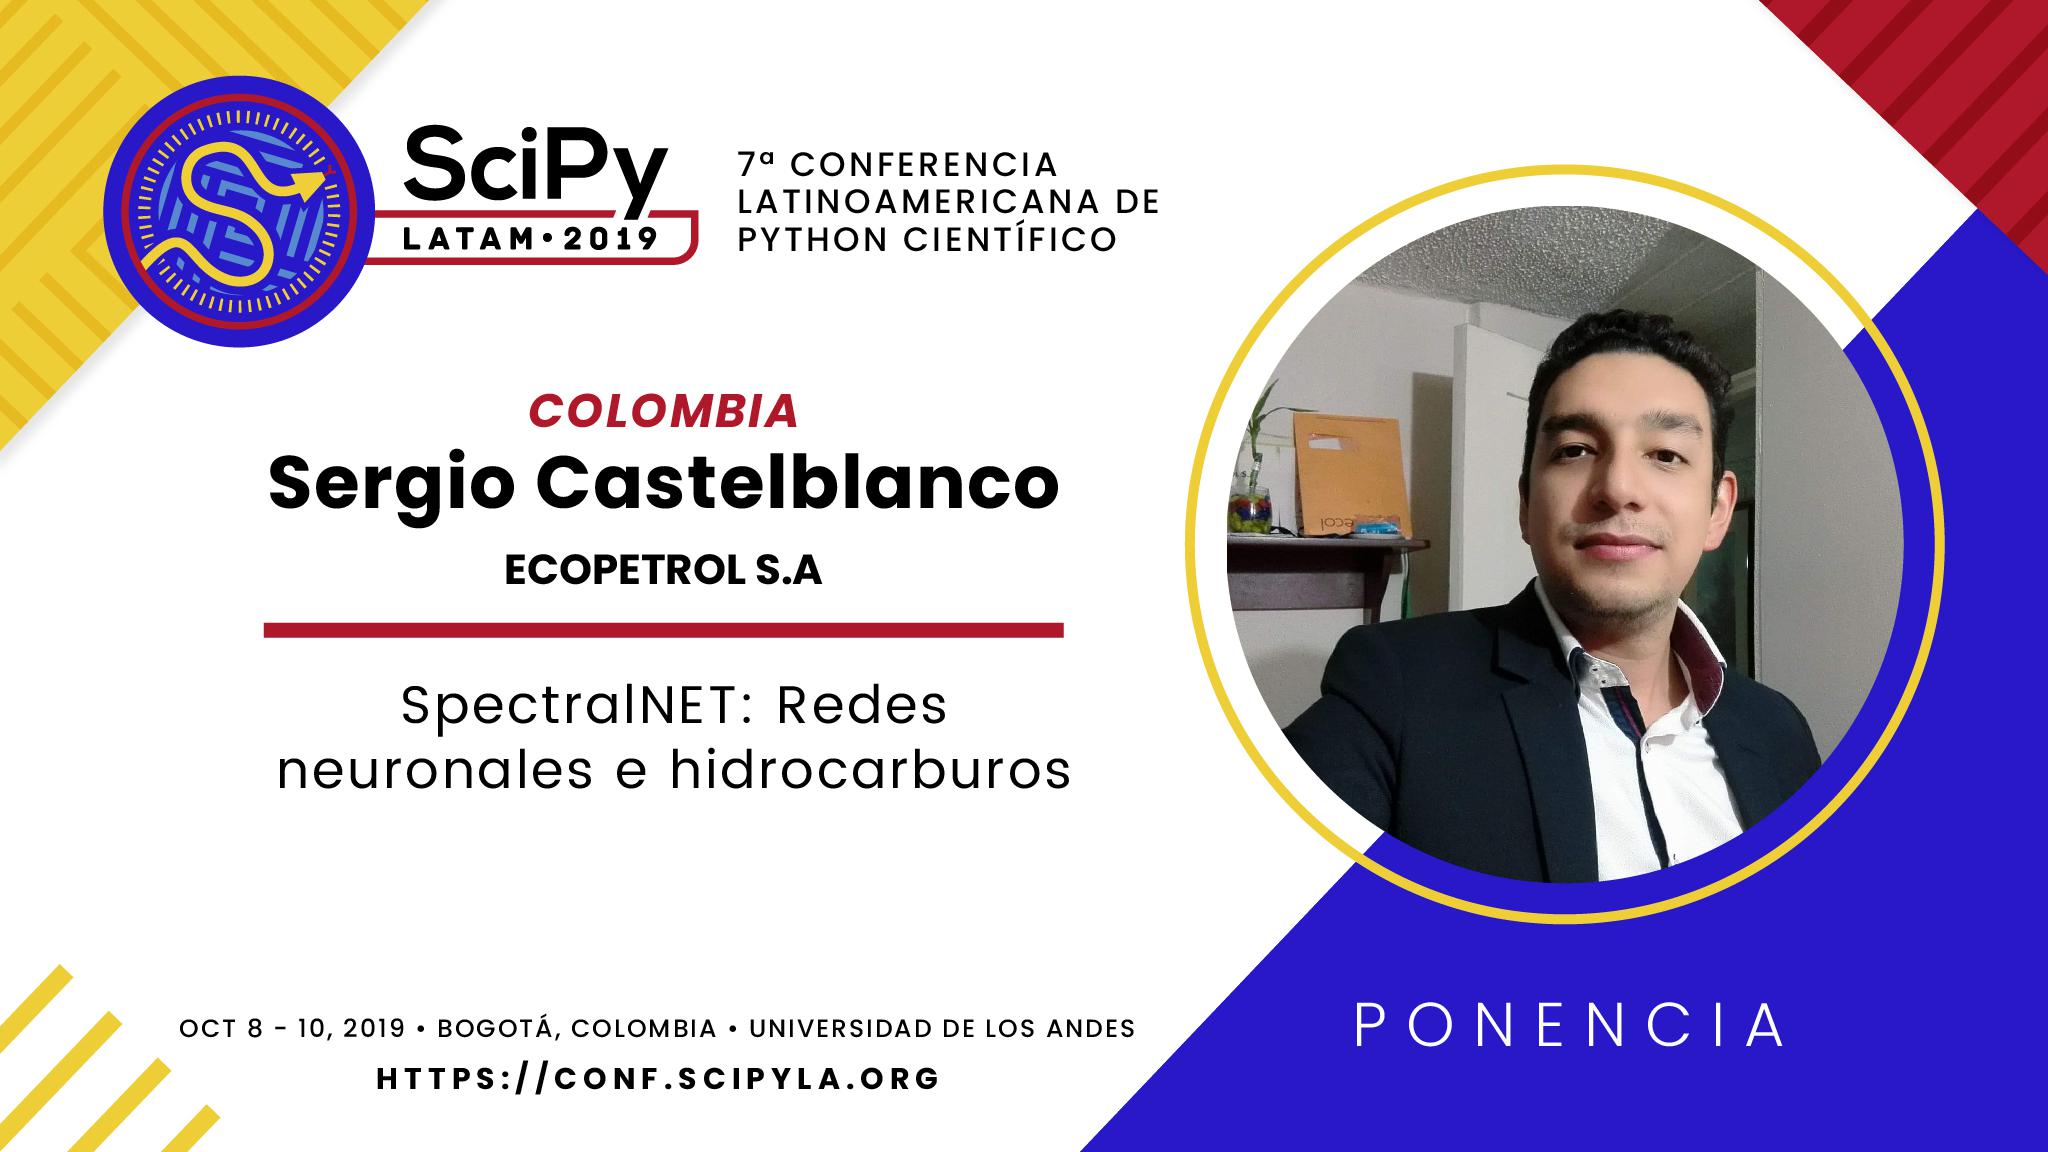 SciPy
LATAM • 2019
7ª CONFERENCIA
LATINOAMERICANA DE
PYTHON CIENTÍFICO
COLOMBIA
Sergio Castelblanco
ECOPETROL S.A
SpectralNET: Redes
neuronales e hidrocarburos
OCT 8 - 10, 2019 • BOGOTÁ, COLOMBIA • UNIVERSIDAD DE LOS ANDES
HTTPS://CONF.SCIPYLA.ORG
ecol
PONENCIA